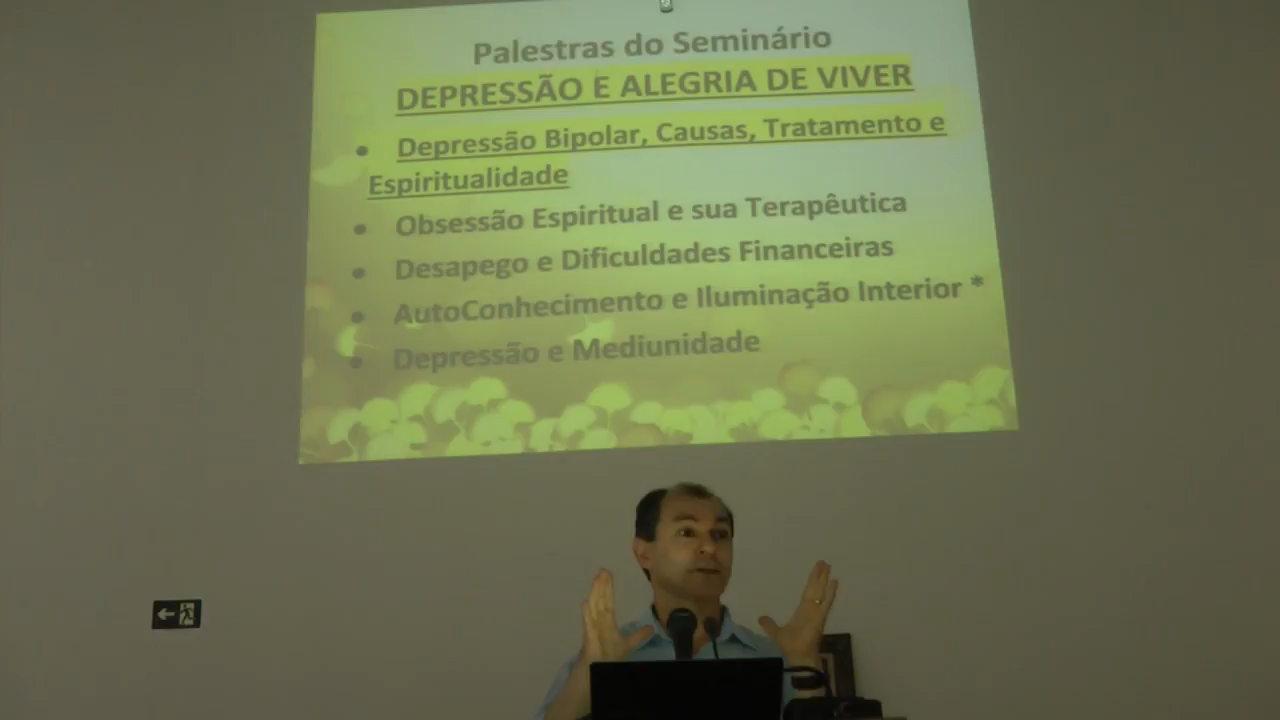 Palestras do Seminário
DEPRESSÃO E ALEGRIA DE VIVER
• Depressão Bipolar, Causas, Tratamento e
Espiritualidade
• Obsessão Espiritual e sua Terapêutica
• Desapego e Dificuldades Financeiras
• AutoConhecimento e Iluminação Interior *
• Depressão e Mediunidade